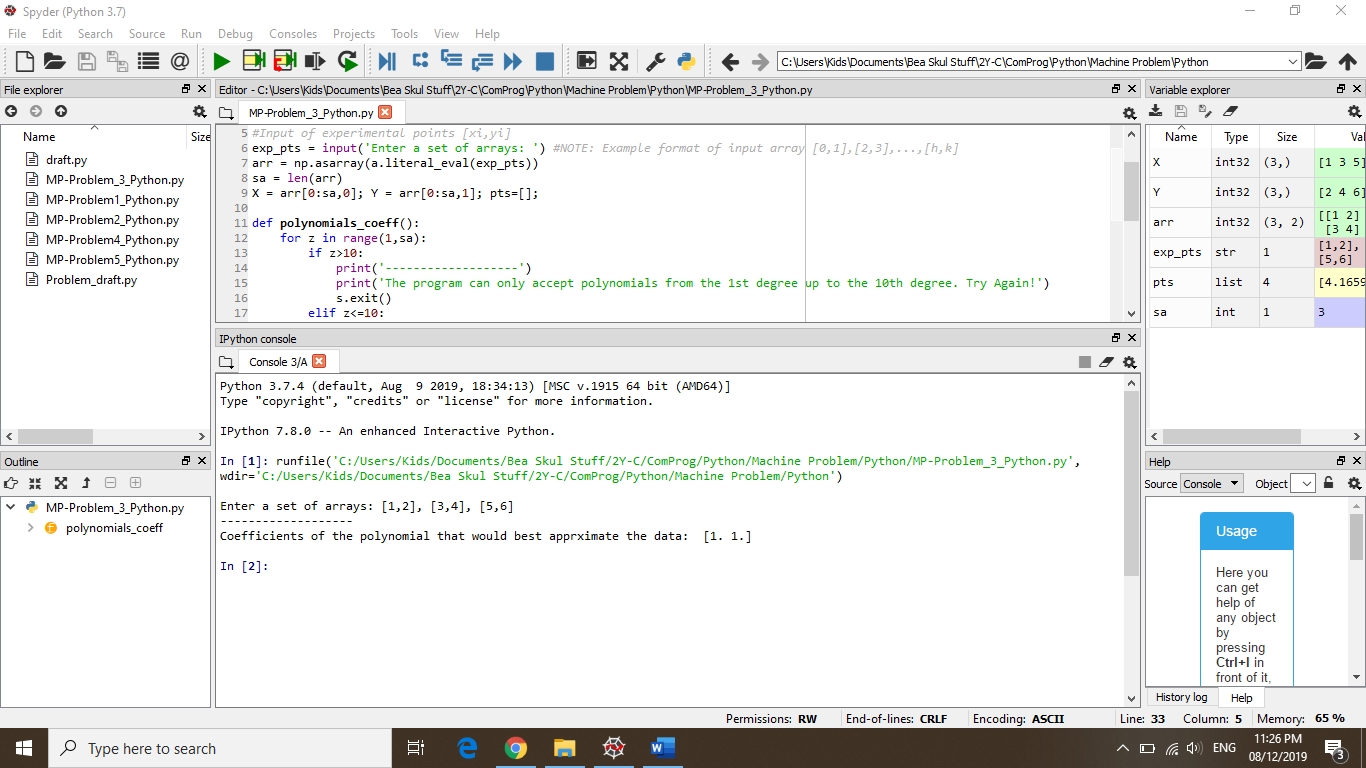 Spyder (Python 3.7)
File Edit Search Source Run Debug Consoles Projects Tools View Help
C:\Users\Kids\Documents\Bea Skul Stuff\2Y-C\ComProg\Python\Machine Problem\Python
File explorer
Name Size
draft.py
MP-Problem_3_Python.py
MP-Problem1_Python.py
MP-Problem2_Python.py
MP-Problem4_Python.py
MP-Problem5_Python.py
Problem_draft.py
Outline
MP-Problem_3_Python.py
polynomials_coeff
Editor - C:\Users\Kids\Documents\Bea Skul Stuff\2Y-C\ComProg\Python\Machine Problem\Python\MP-Problem_3_Python.py
MP-Problem_3_Python.py
5 #Input of experimental points [xi,yi]
6 exp_pts = input('Enter a set of arrays: ') #NOTE: Example format of input array [0,1],[2,3],...,[h,k]
7 arr = np.asarray(a.literal_eval(exp_pts))
8 sa = len(arr)
9 X = arr[0:sa,0]; Y = arr[0:sa,1]; pts=[];
10
11 def polynomials_coeff():
12     for z in range(1,sa):
13         if z>10:
14             print('-------------------')
15             print('The program can only accept polynomials from the 1st degree up to the 10th degree. Try Again!')
16             s.exit()
17         elif z<=10:
IPython console
Console 3/A
Python 3.7.4 (default, Aug  9 2019, 18:34:13) [MSC v.1915 64 bit (AMD64)]
Type "copyright", "credits" or "license" for more information.
IPython 7.8.0 -- An enhanced Interactive Python.
In [1]: runfile('C:/Users/Kids/Documents/Bea Skul Stuff/2Y-C/ComProg/Python/Machine Problem/Python/MP-Problem_3_Python.py',
wdir='C:/Users/Kids/Documents/Bea Skul Stuff/2Y-C/ComProg/Python/Machine Problem/Python')
Enter a set of arrays: [1,2], [3,4], [5,6]
-------------------
Coefficients of the polynomial that would best apprximate the data:  [1. 1.]
In [2]:
Variable explorer
Name Type Size Val
X int32 (3,) [1 3 5]
Y int32 (3,) [2 4 6]
arr int32 (3, 2) [[1 2]
[3 4]
exp_pts str 1 [1,2],
[5,6]
pts list 4 [4.1659
sa int 1 3
Help
Source Console Object
Usage
Here you
can get
help of
any object
by
pressing
Ctrl+I in
front of it,
History log Help
Permissions: RW End-of-lines: CRLF Encoding: ASCII Line: 33 Column: 5 Memory: 65 %
Type here to search
ENG
11:26 PM
08/12/2019
3